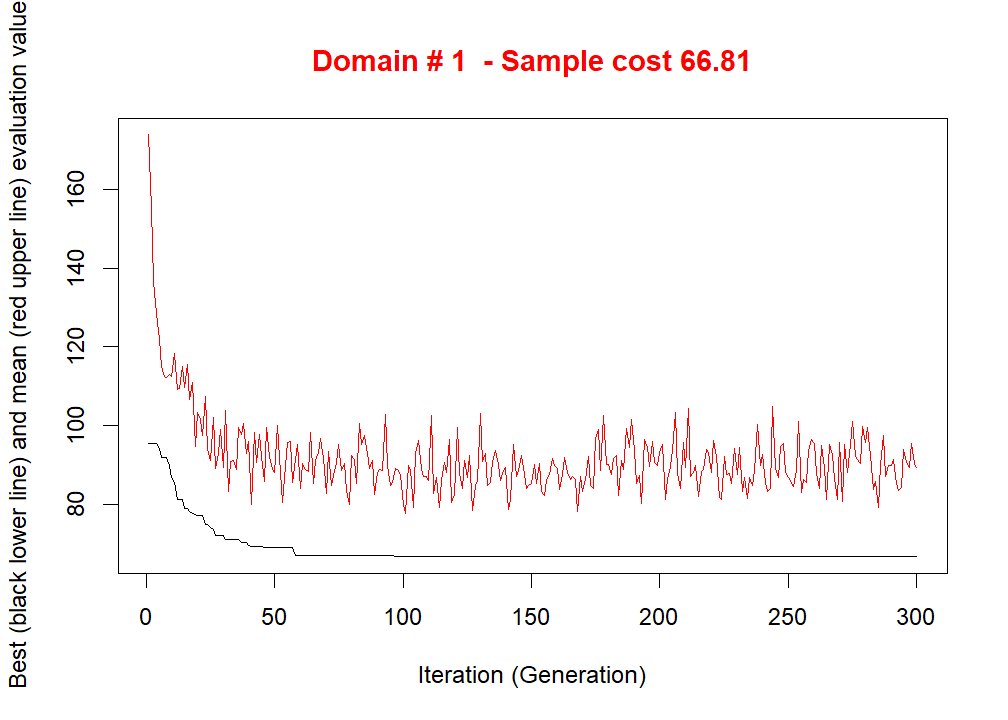 Domain # 1  - Sample cost 66.81
Best (black lower line) and mean (red upper line) evaluation value
160
140
120
100
80
0 50 100 150 200 250 300
Iteration (Generation)